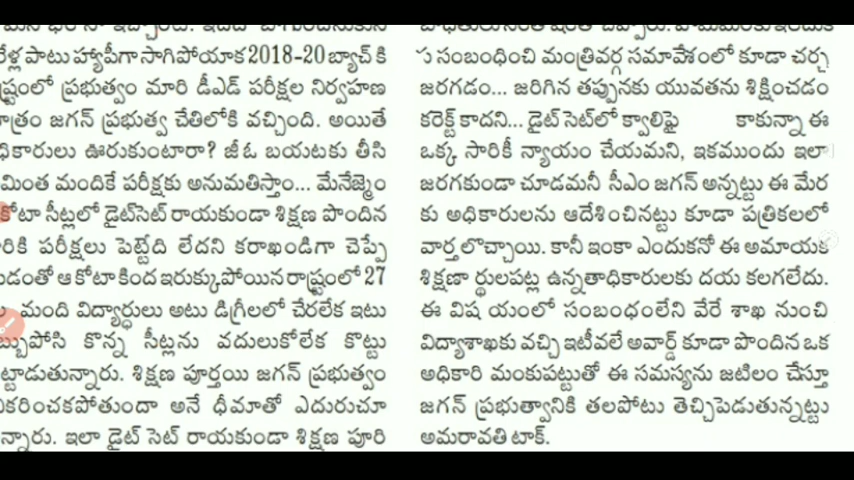 రేళ్ల పాటు హ్యాపీగా సాగిపోయాక 2018-20 బ్యాచ్ కి
ష్ట్రంలో ప్రభుత్వం మారి డీఎడ్ పరీక్షల నిర్వహణ
ాత్రం జగన్ ప్రభుత్వ చేతిలోకి వచ్చింది. అయితే
ధికారులు ఊరుకుంటారా? జీఓ బయటకు తీసి
మింత మందికే పరీక్షకు అనుమతిస్తాం... మేనేజ్మెం
కోటా సీట్లలో డైట్‌సెట్ రాయకుండా శిక్షణ పొందిన
ారికి పరీక్షలు పెట్టేది లేదని కరాఖండిగా చెప్పే
ుడంతో ఆ కోటా కింద ఇరుక్కుపోయిన రాష్ట్రంలో 27
మంది విద్యార్థులు అటు డిగ్రీలలో చేరలేక ఇటు
బ్బుపోసి కొన్న సీట్లను వదులుకోలేక కొట్టు
ట్టాడుతున్నారు. శిక్షణ పూర్తయి జగన్ ప్రభుత్వం
ికరించకపోతుందా అనే ధీమాతో ఎదురుచూ
న్నారు. ఇలా డైట్ సెట్ రాయకుండా శిక్షణ పూరి
సంబంధించి మంత్రివర్గ సమావేశంలో కూడా చర్చ
జరగడం... జరిగిన తప్పునకు యువతను శిక్షించడం
కరెక్ట్ కాదని... డైట్‌సెట్‌లో క్వాలిఫై కాకున్నా ఈ
ఒక్క సారికీ న్యాయం చేయమని, ఇకముందు ఇలా
జరగకుండా చూడమనీ సీఎం జగన్ అన్నట్టు ఈ మేర
కు అధికారులను ఆదేశించినట్టు కూడా పత్రికలలో
వార్తలొచ్చాయి. కానీ ఇంకా ఎందుకనో ఈ అమాయక
శిక్షణా ర్థులపట్ల ఉన్నతాధికారులకు దయ కలగలేదు.
ఈ విష యంలో సంబంధంలేని వేరే శాఖ నుంచి
విద్యాశాఖకు వచ్చి ఇటీవలే అవార్డ్ కూడా పొందిన ఒక
అధికారి మంకుపట్టుతో ఈ సమస్యను జటిలం చేస్తూ
జగన్ ప్రభుత్వానికి తలపోటు తెచ్చిపెడుతున్నట్టు
అమరావతి టాక్.